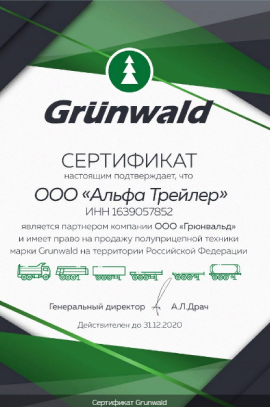 Grünwald
СЕРТИФИКАТ
настоящим подтверждает, что
ООО «Альфа Трейлер»
ИНН 1639057852
является партнером компании ООО «Грюнвальд»
и имеет право на продажу полуприцепной техники
марки Grunwald на территории Российской Федерации
Генеральный директор А.Л.Драч
Действителен до 31.12.2020
Сертификат Grunwald